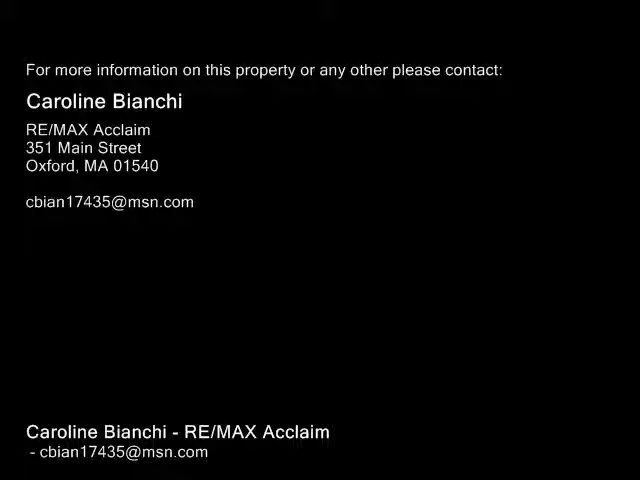 For more information on this property or any other please contact:
Caroline Bianchi
RE/MAX Acclaim
351 Main Street
Oxford, MA 01540
cbian17435@msn.com
Caroline Bianchi - RE/MAX Acclaim
- cbian17435@msn.com